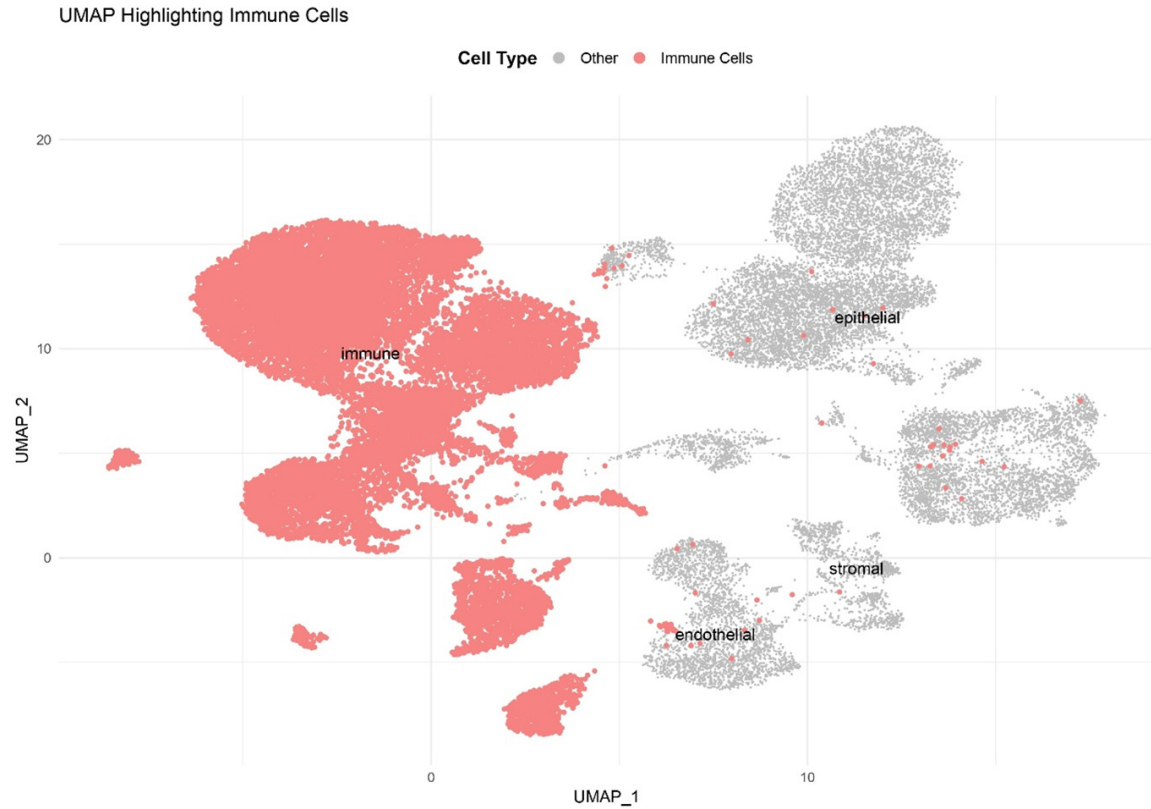 UMAP Highlighting Immune Cells
Cell Type Other Immune Cells
20
10
0
UMAP_2
immune
epithelial
stromal
endothelial
0 10
UMAP_1